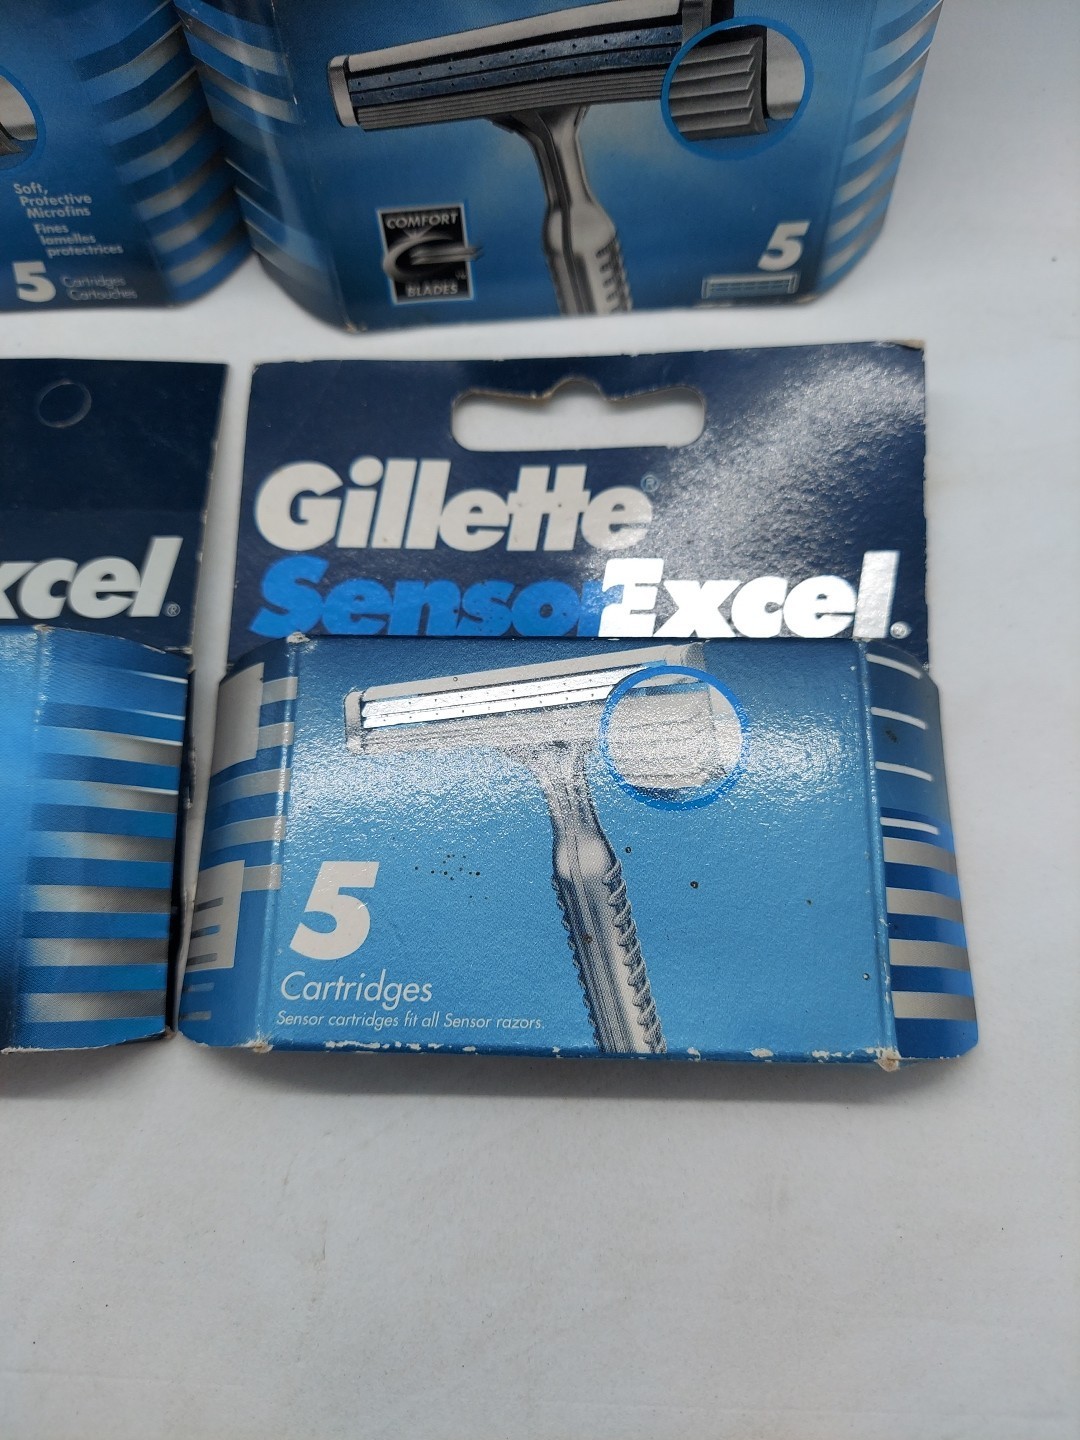 Soft,
Protective
Microfins
Fines
lamelles
protectrices
5 Cartridges
Cartouches
COMFORT
BLADES
5
xcel®
Gillette®
SensorExcel®
5
Cartridges
Sensor cartridges fit all Sensor razors.